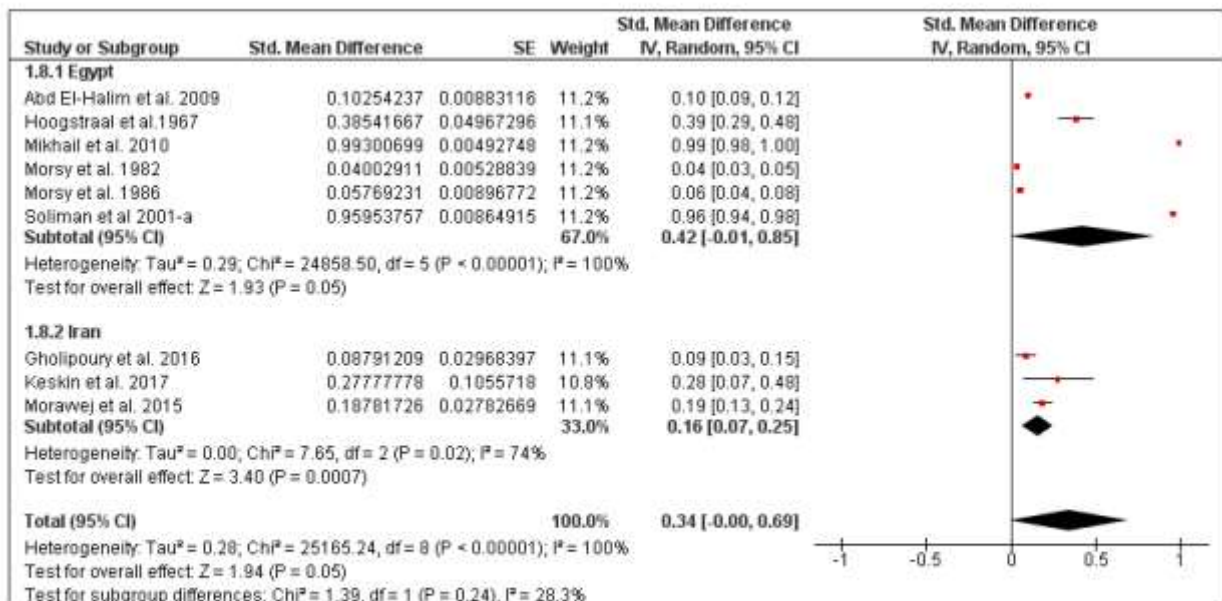 Std. Mean Difference Std. Mean Difference
Study or Subgroup Std. Mean Difference SE Weight IV, Random, 95% CI IV, Random, 95% CI
1.8.1 Egypt
Abd El-Halim et al. 2009 0.10254237 0.00883116 11.2% 0.10 [0.09, 0.12]
Hoogstraal et al.1967 0.38541667 0.04967296 11.1% 0.39 [0.29, 0.48]
Mikhail et al. 2010 0.99300699 0.00492748 11.2% 0.99 [0.98, 1.00]
Morsy et al. 1982 0.04002911 0.00528839 11.2% 0.04 [0.03, 0.05]
Morsy et al. 1986 0.05769231 0.00896772 11.2% 0.06 [0.04, 0.08]
Soliman et al 2001-a 0.95953757 0.00864915 11.2% 0.96 [0.94, 0.98]
Subtotal (95% CI) 67.0% 0.42 [-0.01, 0.85]
Heterogeneity: Tau² = 0.29; Chi² = 24858.50, df = 5 (P < 0.00001); I² = 100%
Test for overall effect: Z = 1.93 (P = 0.05)
1.8.2 Iran
Gholipoury et al. 2016 0.08791209 0.02968397 11.1% 0.09 [0.03, 0.15]
Keskin et al. 2017 0.27777778 0.1055718 10.8% 0.28 [0.07, 0.48]
Moravvej et al. 2015 0.18781726 0.02782669 11.1% 0.19 [0.13, 0.24]
Subtotal (95% CI) 33.0% 0.16 [0.07, 0.25]
Heterogeneity: Tau² = 0.00; Chi² = 7.65, df = 2 (P = 0.02); I² = 74%
Test for overall effect: Z = 3.40 (P = 0.0007)
Total (95% CI) 100.0% 0.34 [-0.00, 0.69]
Heterogeneity: Tau² = 0.28; Chi² = 25165.24, df = 8 (P < 0.00001); I² = 100%
Test for overall effect: Z = 1.94 (P = 0.05)
Test for subgroup differences: Chi² = 1.39, df = 1 (P = 0.24), I² = 28.3%
-1 -0.5 0 0.5 1